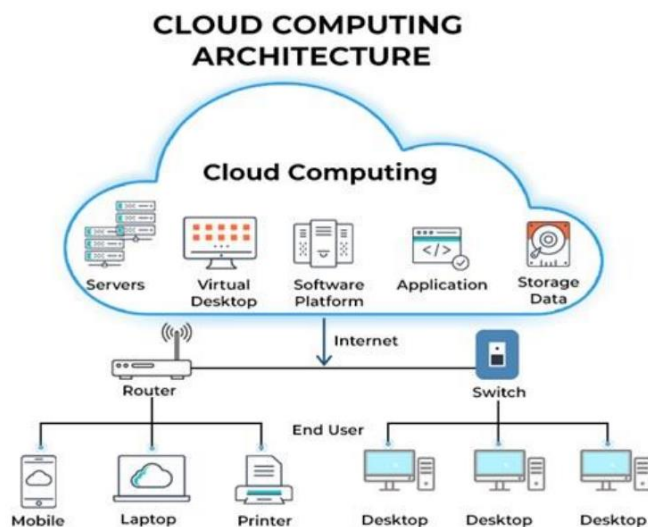 CLOUD COMPUTING
ARCHITECTURE
Cloud Computing
Servers
Virtual
Desktop
Software
Platform
Application
</>
Storage
Data
Internet
Router
Switch
End User
Mobile
Laptop
Printer
Desktop
Desktop
Desktop